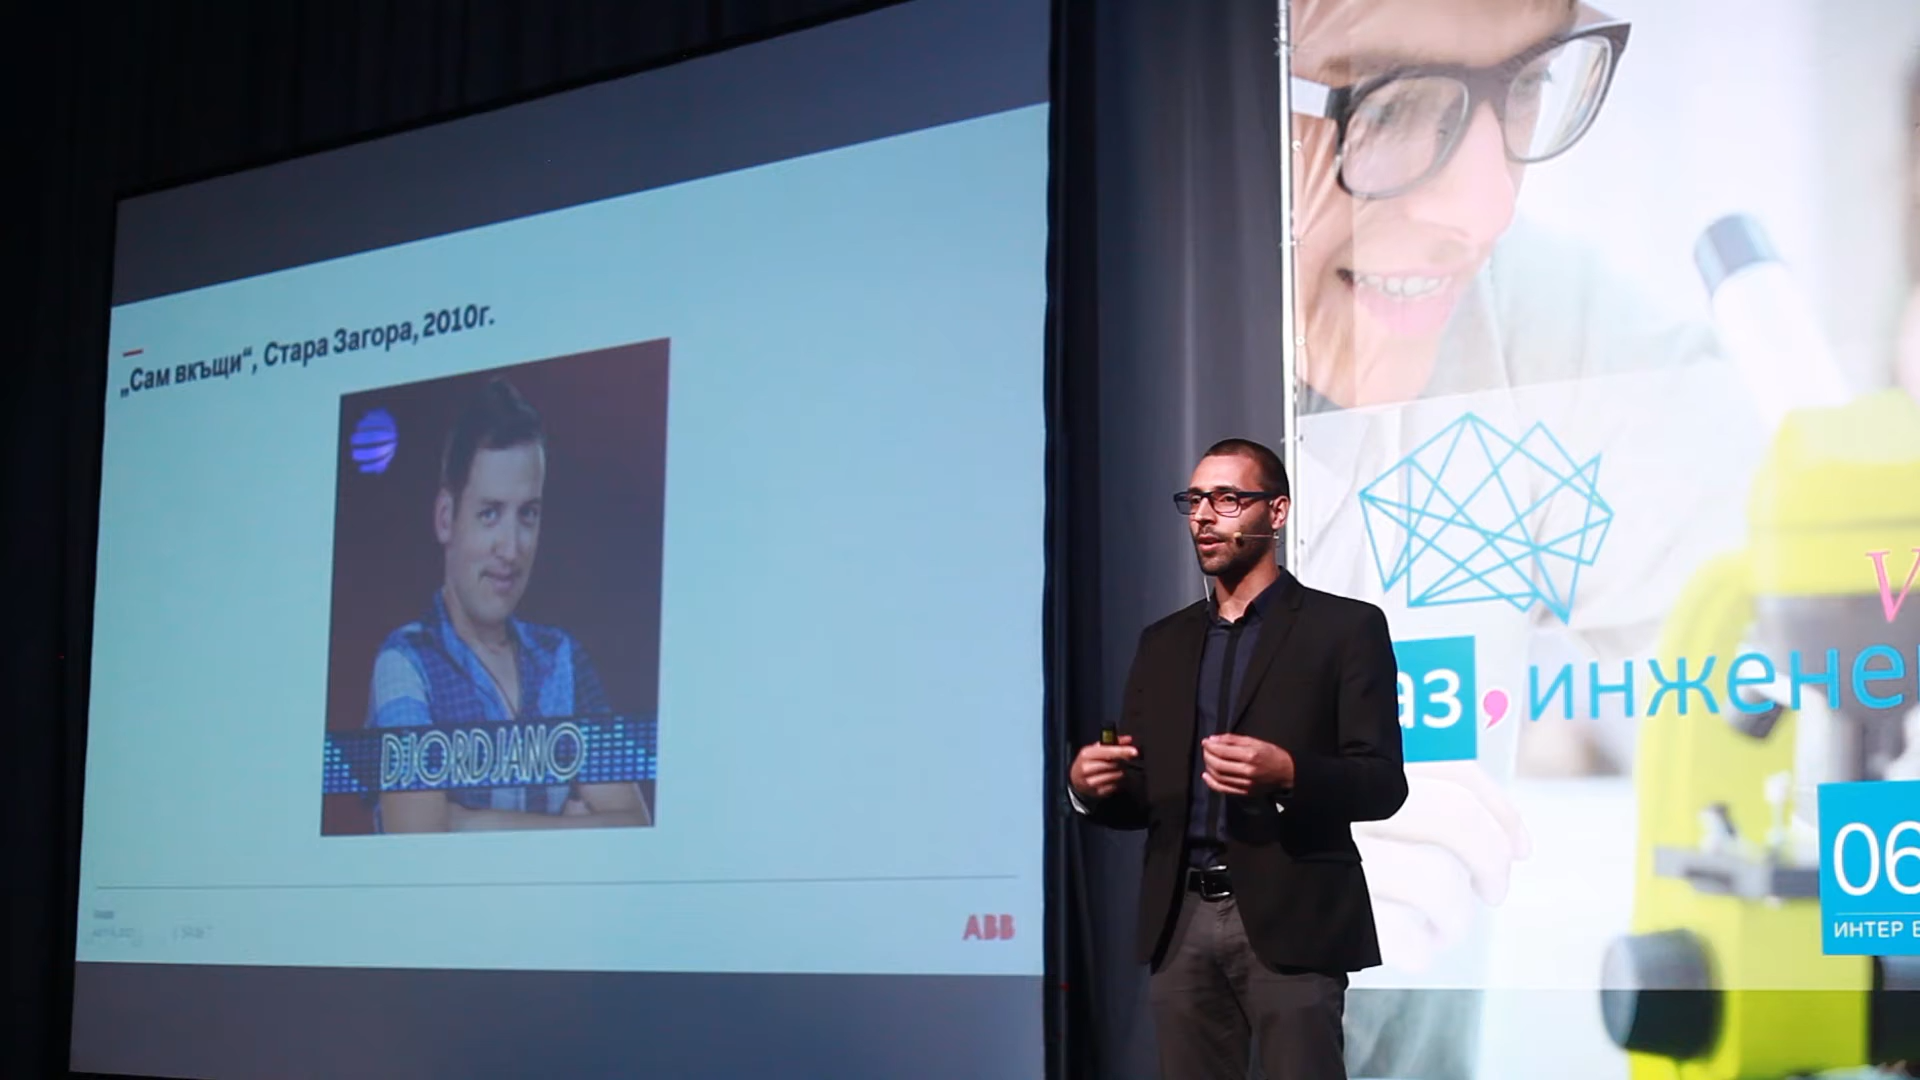 „Сам вкъщи“, Стара Загора, 2010г.
DJORDJANO
ABB
аз,инжене
06
ИНТЕР